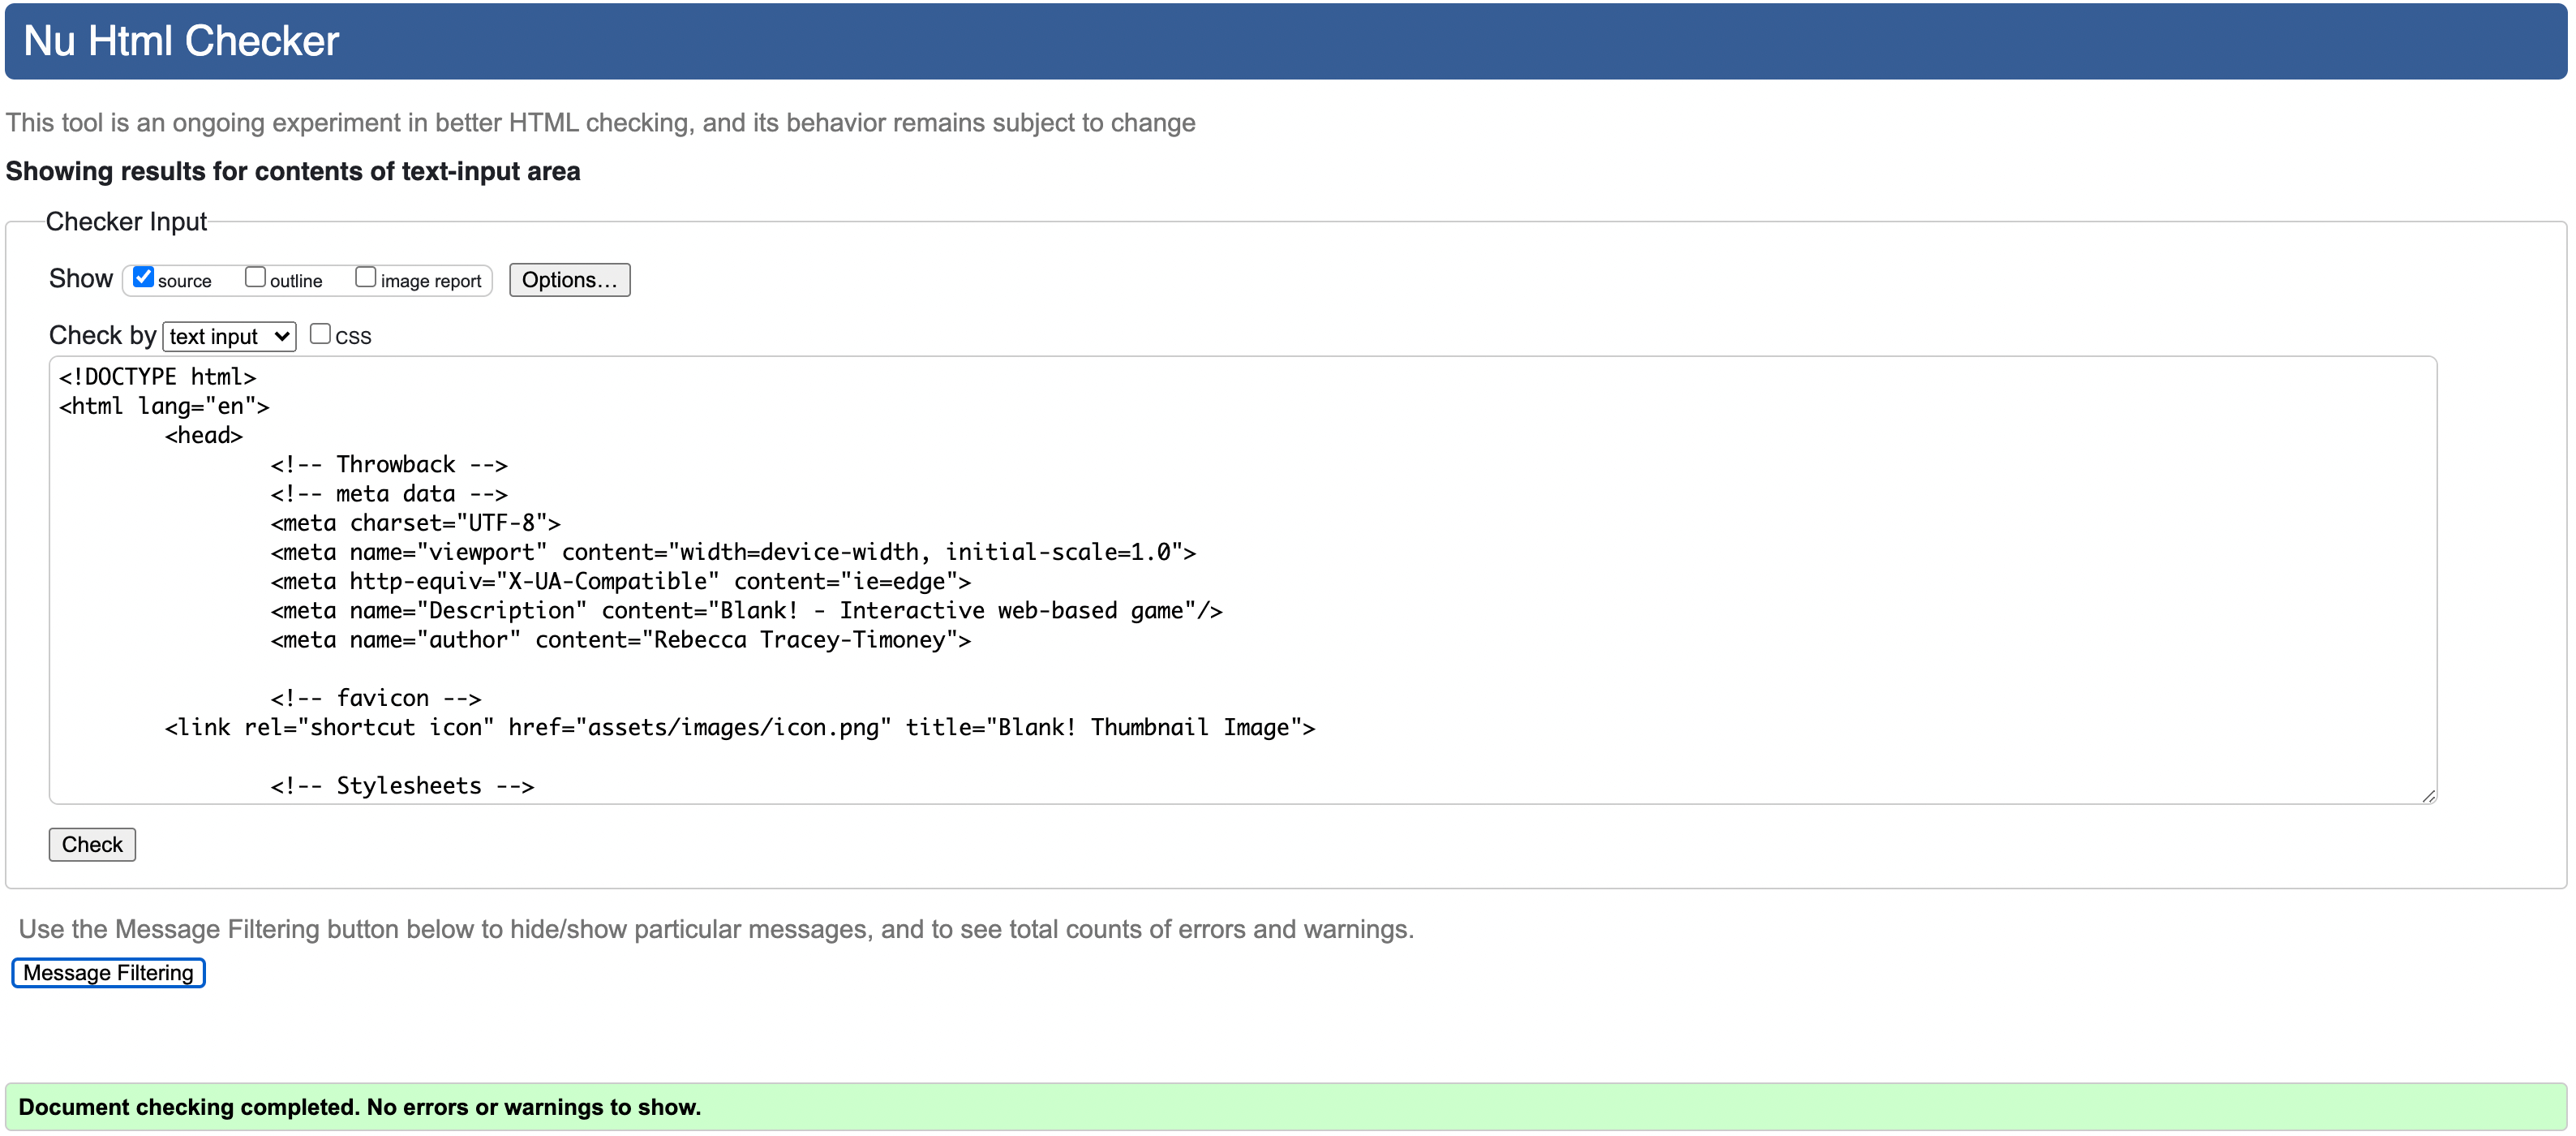 Nu Html Checker
This tool is an ongoing experiment in better HTML checking, and its behavior remains subject to change
Showing results for contents of text-input area
Checker Input
Show source outline image report Options...
Check by text input CSS
<!DOCTYPE html>
<html lang="en">
<head>
<!-- Throwback -->
<!-- meta data -->
<meta charset="UTF-8">
<meta name="viewport" content="width=device-width, initial-scale=1.0">
<meta http-equiv="X-UA-Compatible" content="ie=edge">
<meta name="Description" content="Blank! - Interactive web-based game"/>
<meta name="author" content="Rebecca Tracey-Timoney">
<!-- favicon -->
<link rel="shortcut icon" href="assets/images/icon.png" title="Blank! Thumbnail Image">
<!-- Stylesheets -->
Check
Use the Message Filtering button below to hide/show particular messages, and to see total counts of errors and warnings.
Message Filtering
Document checking completed. No errors or warnings to show.